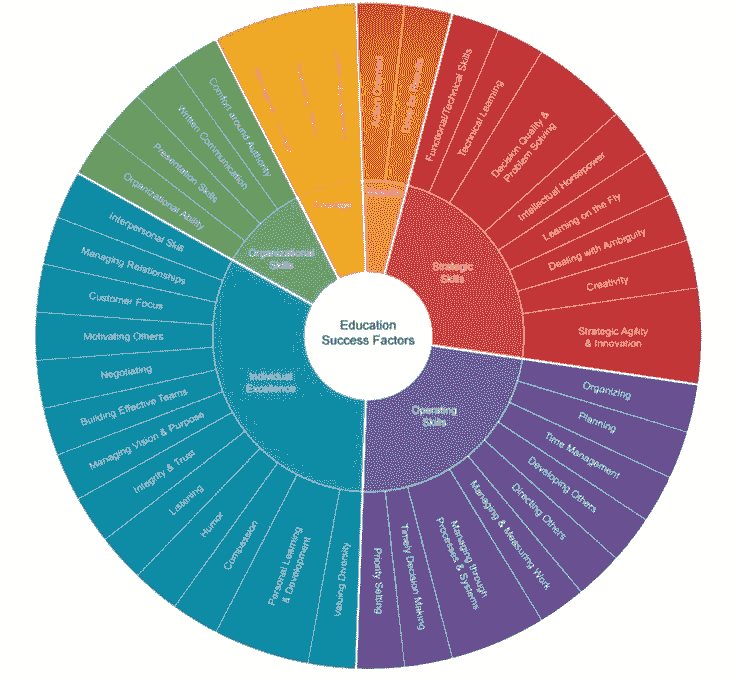 Education
Success Factors
Strategic
Skills
Functional/Technical Skills
Technical Learning
Decision Quality &
Problem Solving
Intellectual Horsepower
Learning on the Fly
Dealing with Ambiguity
Creativity
Strategic Agility
& Innovation
Operating
Skills
Organizing
Planning
Time Management
Developing Others
Directing Others
Managing & Measuring Work
Managing through
Processes & Systems
Timely Decision Making
Priority Setting
Individual
Excellence
Valuing Diversity
Personal Learning
& Development
Compassion
Humor
Listening
Integrity & Trust
Managing Vision & Purpose
Building Effective Teams
Negotiating
Motivating Others
Customer Focus
Managing Relationships
Interpersonal Skill
Organizational
Skills
Organizational Ability
Presentation Skills
Written Communication
Comfort around Authority
Action Oriented
Drive for Results